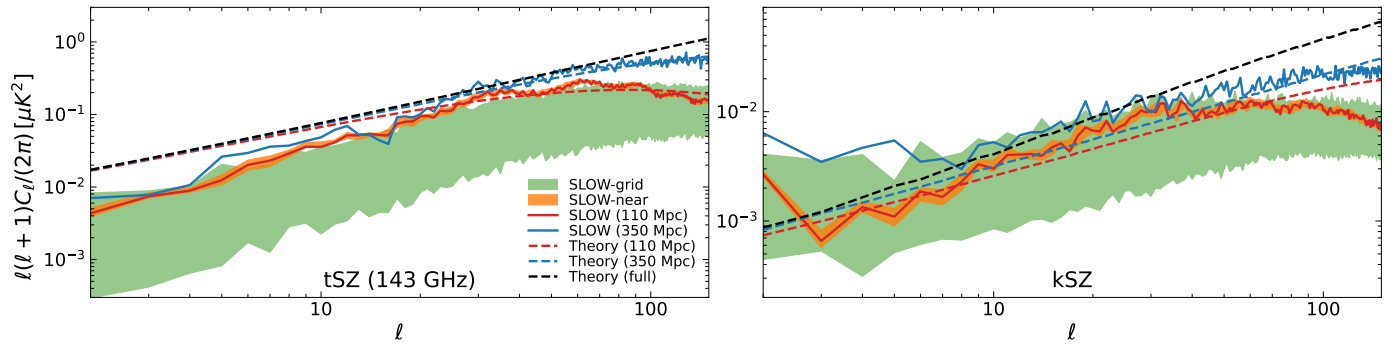 ℓ(ℓ + 1)Cℓ/(2π) [μK²]
10⁰
10⁻¹
10⁻²
10⁻³
10
100
ℓ
tSZ (143 GHz)
SLOW-grid
SLOW-near
SLOW (110 Mpc)
SLOW (350 Mpc)
Theory (110 Mpc)
Theory (350 Mpc)
Theory (full)
10⁻²
10⁻³
kSZ
10
100
ℓ